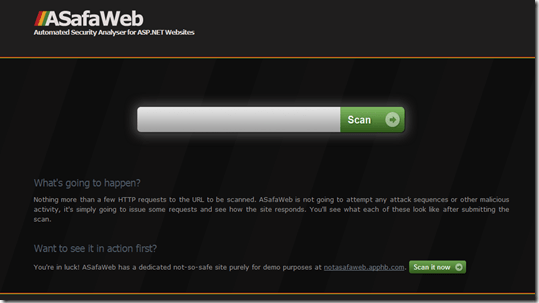 ASafaWeb
Automated Security Analyser for ASP.NET Websites
Scan
What's going to happen?
Nothing more than a few HTTP requests to the URL to be scanned. ASafaWeb is not going to attempt any attack sequences or other malicious
activity, it's simply going to issue some requests and see how the site responds. You'll see what each of these look like after submitting the
scan.
Want to see it in action first?
You're in luck! ASafaWeb has a dedicated not-so-safe site purely for demo purposes at notasafaweb.apphb.com. Scan it now